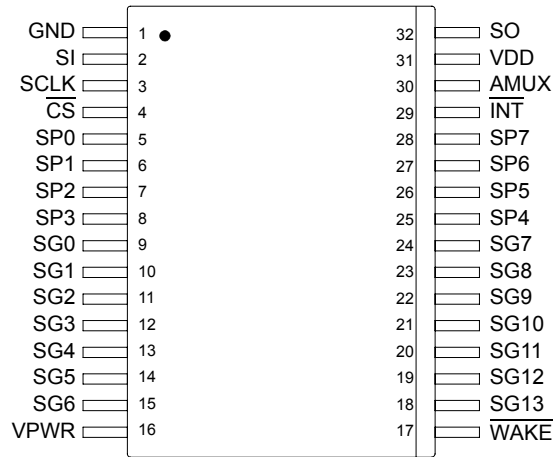 GND 1 32 SO
SI 2 31 VDD
SCLK 3 30 AMUX
CS 4 29 INT
SP0 5 28 SP7
SP1 6 27 SP6
SP2 7 26 SP5
SP3 8 25 SP4
SG0 9 24 SG7
SG1 10 23 SG8
SG2 11 22 SG9
SG3 12 21 SG10
SG4 13 20 SG11
SG5 14 19 SG12
SG6 15 18 SG13
VPWR 16 17 WAKE